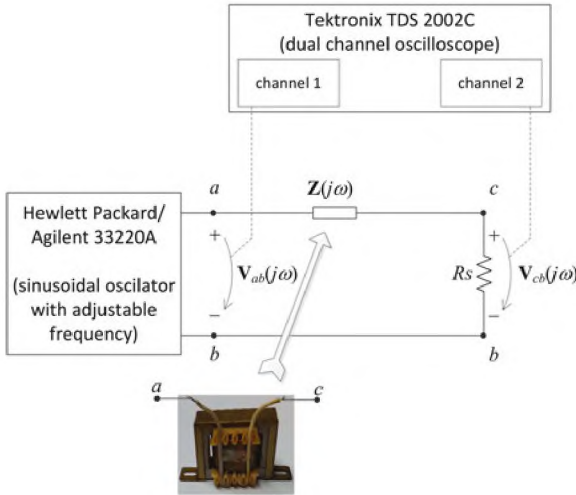 Tektronix TDS 2002C
(dual channel oscilloscope)
channel 1
channel 2
a
Z(jω)
c
Hewlett Packard/
Agilent 33220A
(sinusoidal oscilator
with adjustable
frequency)
+
Vab(jω)
−
Rs
+
Vcb(jω)
−
b
b
a
c